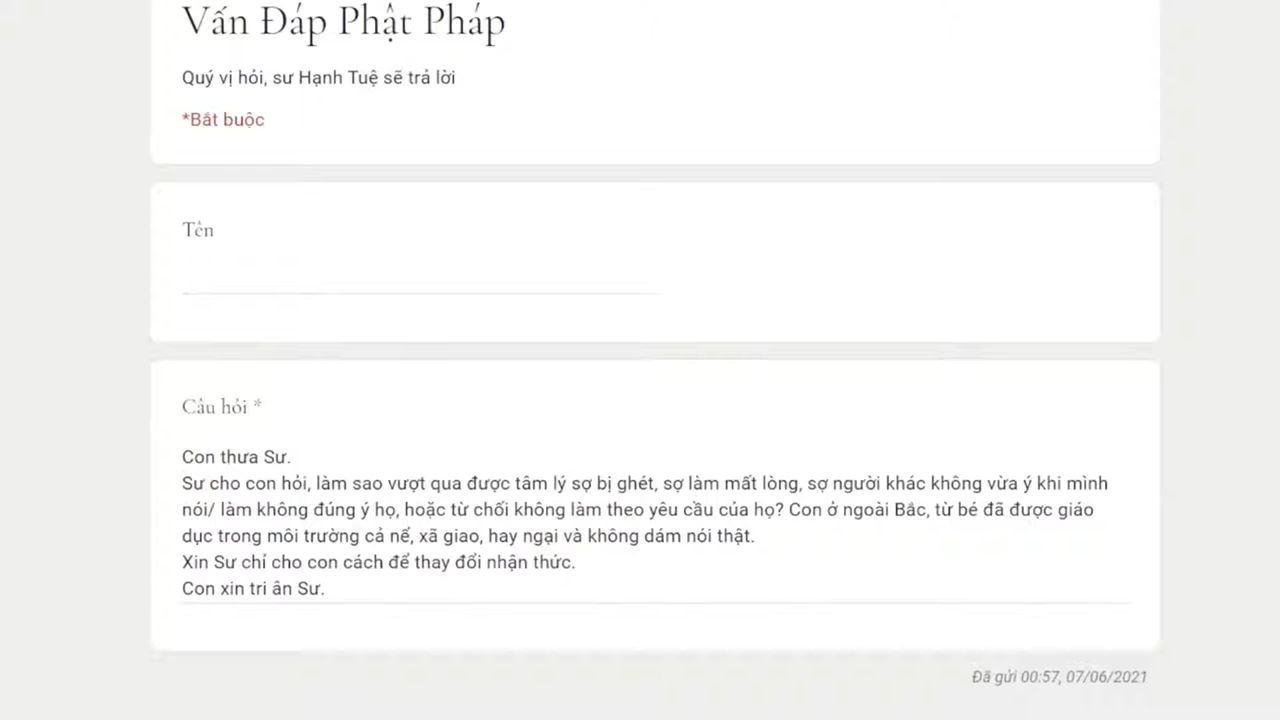 Vấn Đáp Phật Pháp
Quý vị hỏi, sư Hạnh Tuệ sẽ trả lời
*Bắt buộc
Tên
Câu hỏi *
Con thưa Sư.
Sư cho con hỏi, làm sao vượt qua được tâm lý sợ bị ghét, sợ làm mất lòng, sợ người khác không vừa ý khi mình
nói/ làm không đúng ý họ, hoặc từ chối không làm theo yêu cầu của họ? Con ở ngoài Bắc, từ bé đã được giáo
dục trong môi trường cả nể, xã giao, hay ngại và không dám nói thật.
Xin Sư chỉ cho con cách để thay đổi nhận thức.
Con xin tri ân Sư.
Đã gửi 00:57, 07/06/2021